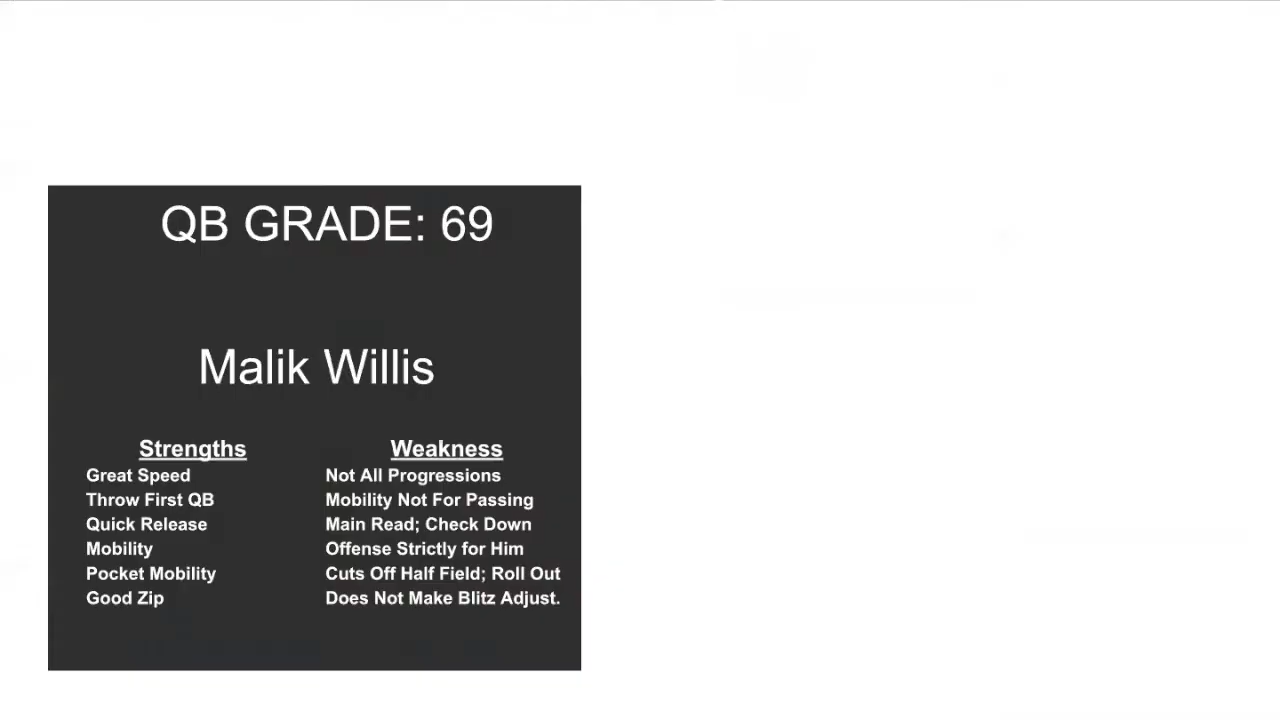 QB GRADE: 69
Malik Willis
Strengths
Great Speed
Throw First QB
Quick Release
Mobility
Pocket Mobility
Good Zip
Weakness
Not All Progressions
Mobility Not For Passing
Main Read; Check Down
Offense Strictly for Him
Cuts Off Half Field; Roll Out
Does Not Make Blitz Adjust.